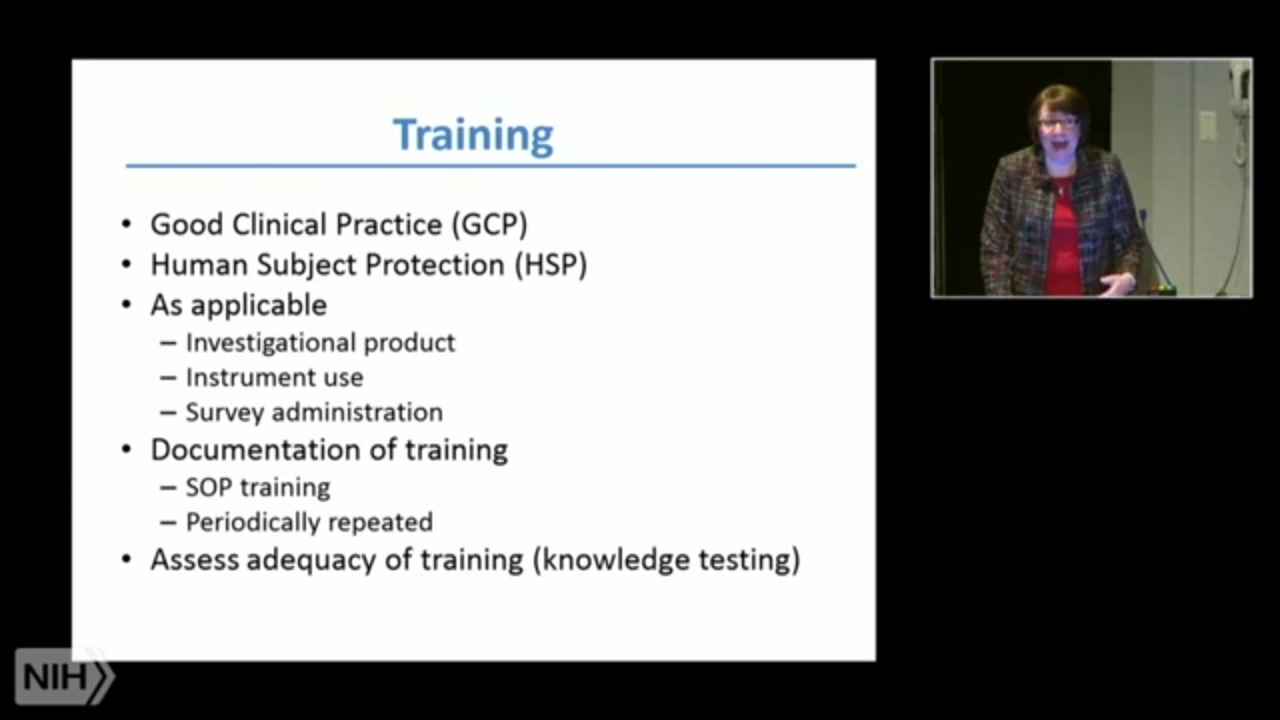 Training
• Good Clinical Practice (GCP)
• Human Subject Protection (HSP)
• As applicable
– Investigational product
– Instrument use
– Survey administration
• Documentation of training
– SOP training
– Periodically repeated
• Assess adequacy of training (knowledge testing)
NIH